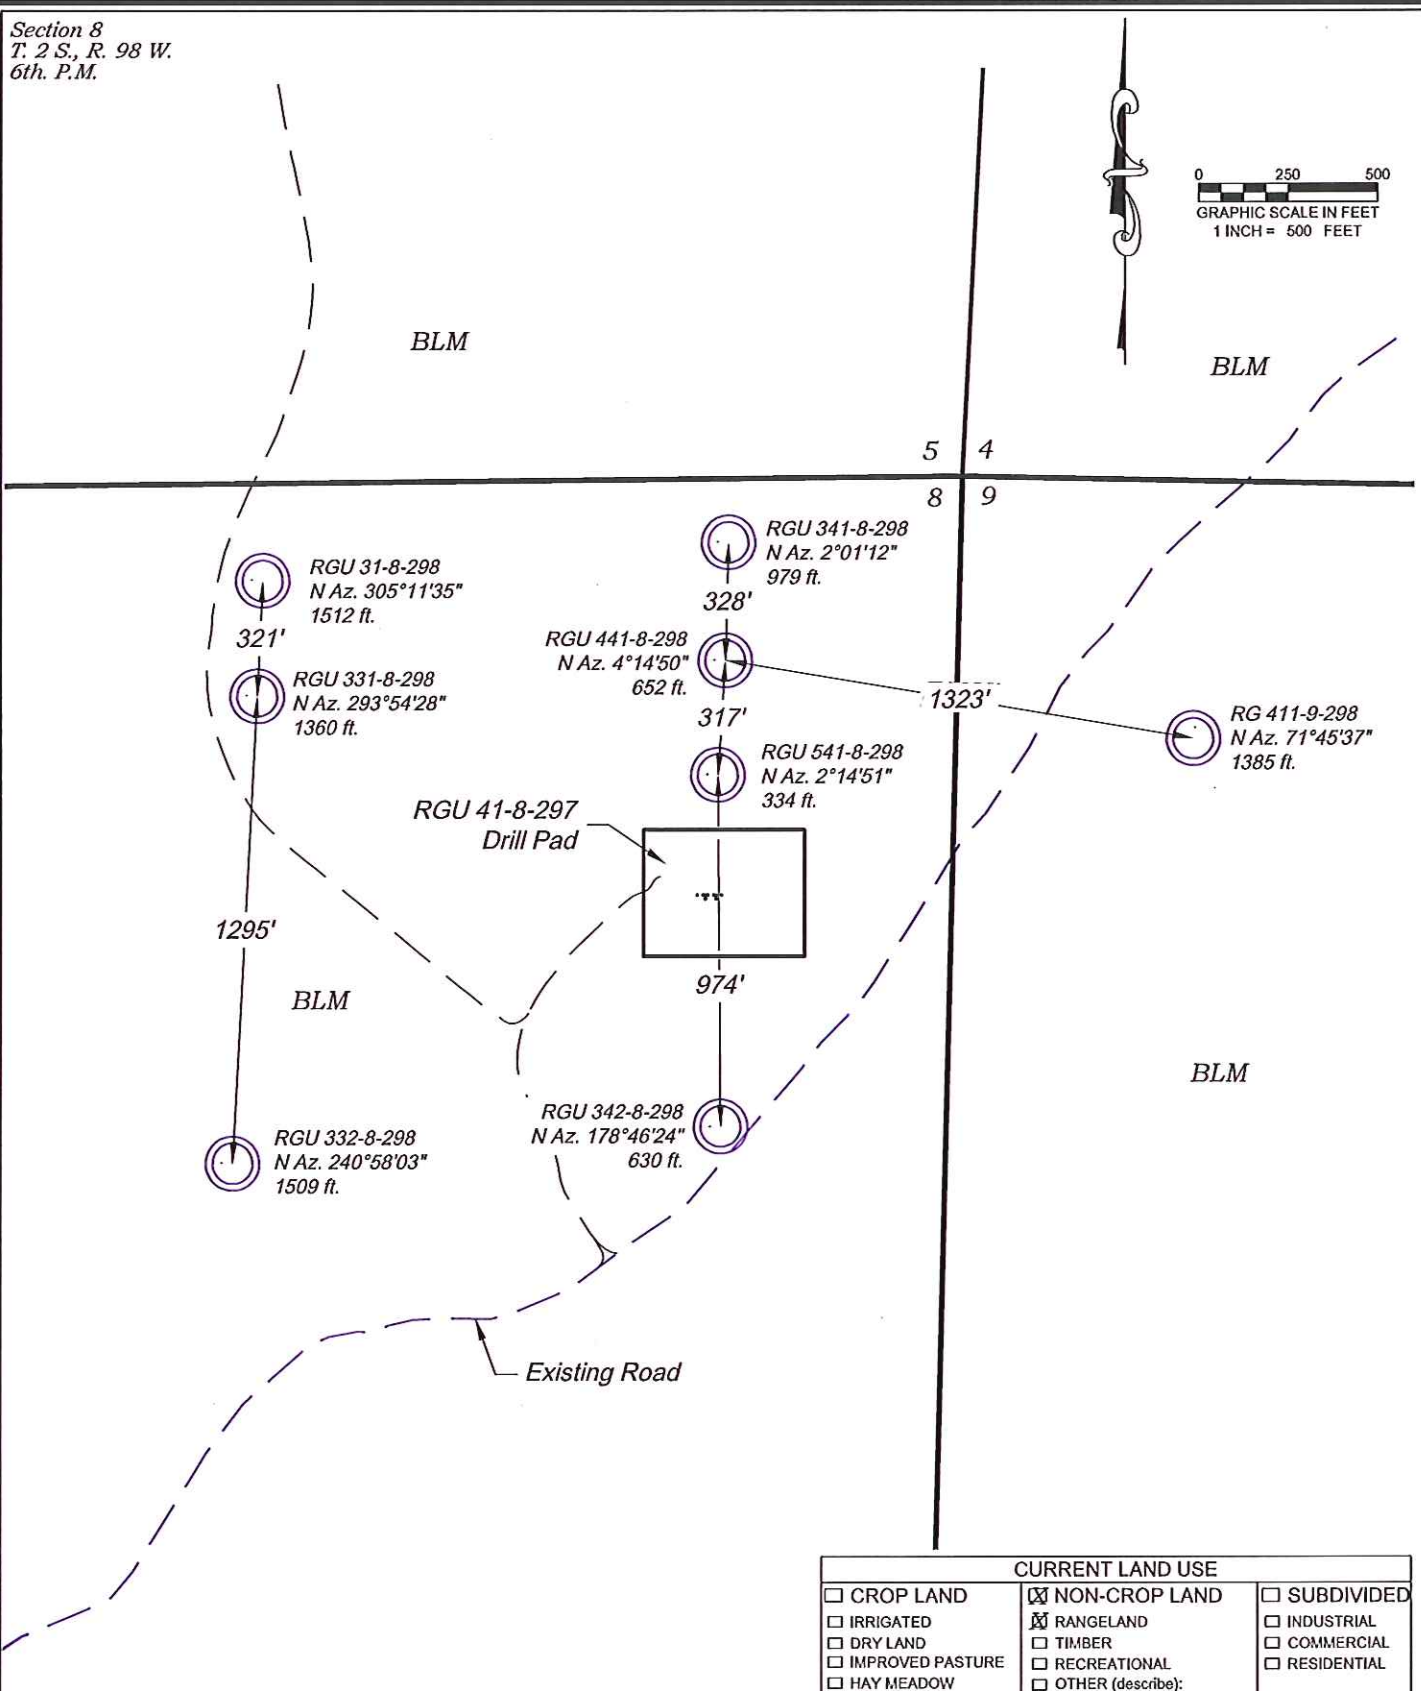 Section 8
T. 2 S., R. 98 W.
6th. P.M.
0 250 500
GRAPHIC SCALE IN FEET
1 INCH = 500 FEET
BLM
BLM
5 4
8 9
RGU 341-8-298
N Az. 2°01'12"
979 ft.
RGU 31-8-298
N Az. 305°11'35"
1512 ft.
328'
321'
RGU 441-8-298
N Az. 4°14'50"
652 ft.
RGU 331-8-298
N Az. 293°54'28"
1360 ft.
1323'
317'
RG 411-9-298
N Az. 71°45'37"
1385 ft.
RGU 541-8-298
N Az. 2°14'51"
334 ft.
RGU 41-8-297
Drill Pad
1295'
974'
BLM
BLM
RGU 342-8-298
N Az. 178°46'24"
630 ft.
RGU 332-8-298
N Az. 240°58'03"
1509 ft.
Existing Road
CURRENT LAND USE
☐ CROP LAND
☐ IRRIGATED
☐ DRY LAND
☐ IMPROVED PASTURE
☐ HAY MEADOW
☒ NON-CROP LAND
☒ RANGELAND
☐ TIMBER
☐ RECREATIONAL
☐ OTHER (describe):
☐ SUBDIVIDED
☐ INDUSTRIAL
☐ COMMERCIAL
☐ RESIDENTIAL